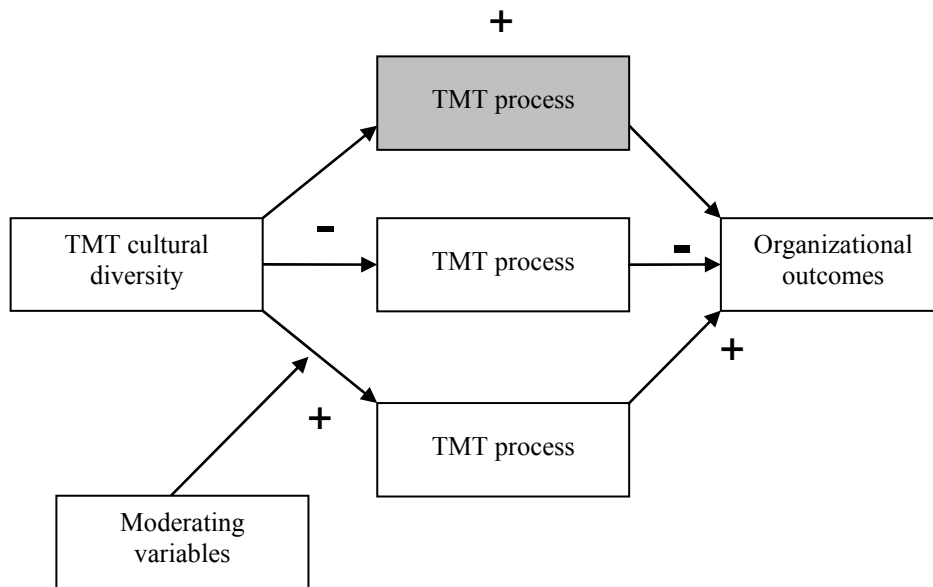 +
TMT process
TMT cultural
diversity
-
TMT process
-
Organizational
outcomes
+
+
TMT process
Moderating
variables